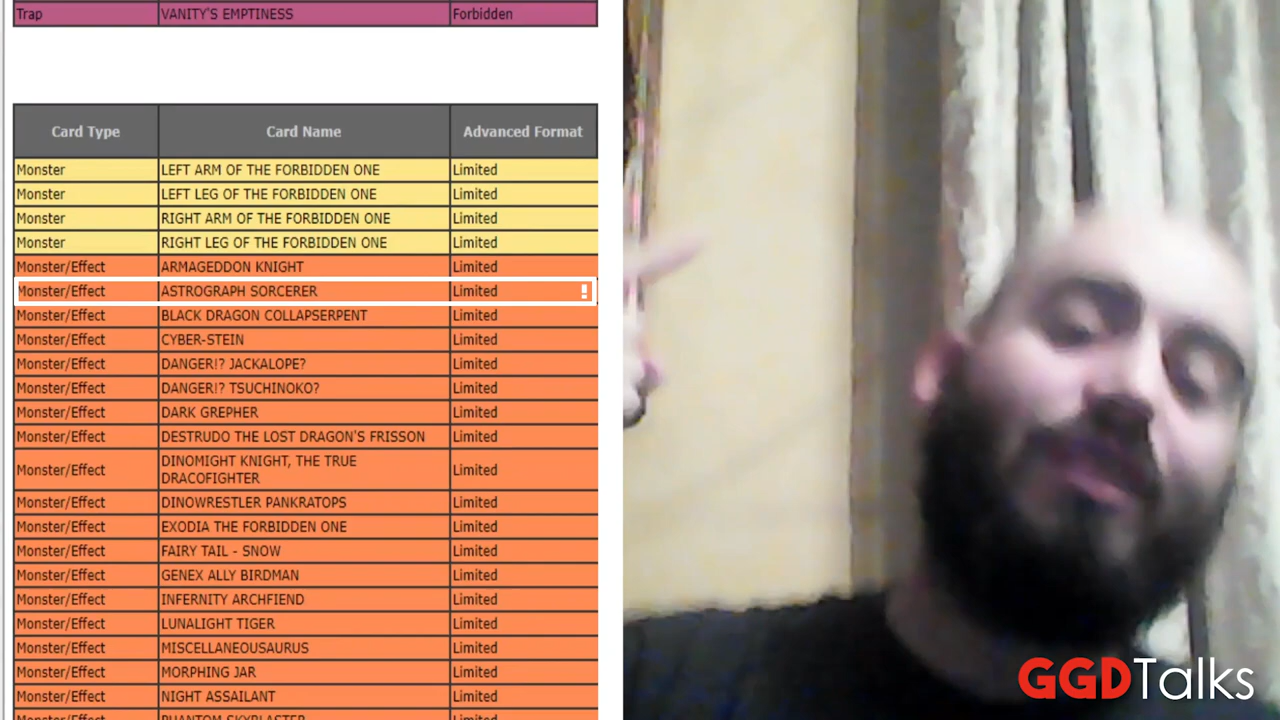 Trap VANITY'S EMPTINESS Forbidden
Card Type Card Name Advanced Format
Monster LEFT ARM OF THE FORBIDDEN ONE Limited
Monster LEFT LEG OF THE FORBIDDEN ONE Limited
Monster RIGHT ARM OF THE FORBIDDEN ONE Limited
Monster RIGHT LEG OF THE FORBIDDEN ONE Limited
Monster/Effect ARMAGEDDON KNIGHT Limited
Monster/Effect ASTROGRAPH SORCERER Limited !
Monster/Effect BLACK DRAGON COLLAPSERPENT Limited
Monster/Effect CYBER-STEIN Limited
Monster/Effect DANGER!? JACKALOPE? Limited
Monster/Effect DANGER!? TSUCHINOKO? Limited
Monster/Effect DARK GREPHER Limited
Monster/Effect DESTRUDO THE LOST DRAGON'S FRISSON Limited
Monster/Effect DINOMIGHT KNIGHT, THE TRUE
DRACOFIGHTER Limited
Monster/Effect DINOWRESTLER PANKRATOPS Limited
Monster/Effect EXODIA THE FORBIDDEN ONE Limited
Monster/Effect FAIRY TAIL - SNOW Limited
Monster/Effect GENEX ALLY BIRDMAN Limited
Monster/Effect INFERNITY ARCHFIEND Limited
Monster/Effect LUNALIGHT TIGER Limited
Monster/Effect MISCELLANEOUSAURUS Limited
Monster/Effect MORPHING JAR Limited
Monster/Effect NIGHT ASSAILANT Limited
Monster/Effect PHANTOM SKYBLASTER Limited
GGDTalks